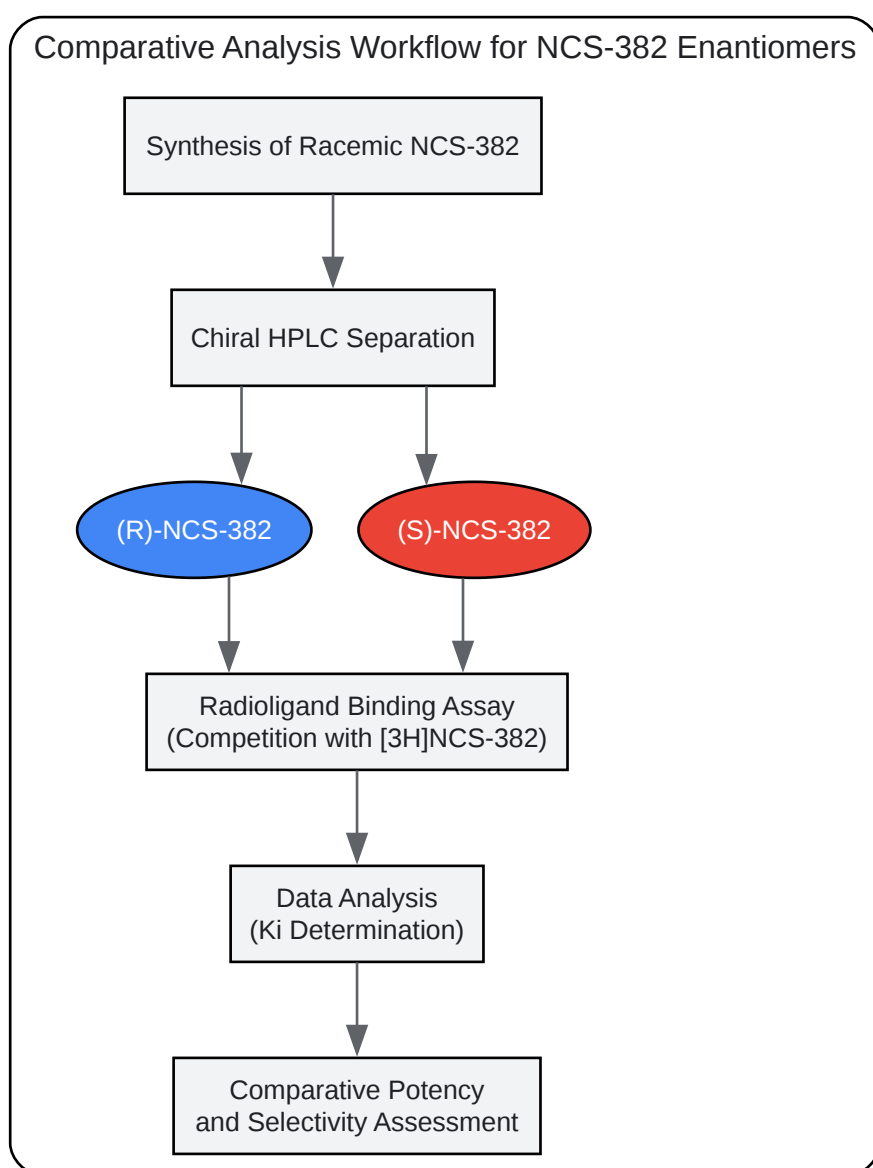 Comparative Analysis Workflow for NCS-382 Enantiomers
Synthesis of Racemic NCS-382
Chiral HPLC Separation
(R)-NCS-382
(S)-NCS-382
Radioligand Binding Assay
(Competition with [3H]NCS-382)
Data Analysis
(Ki Determination)
Comparative Potency
and Selectivity Assessment